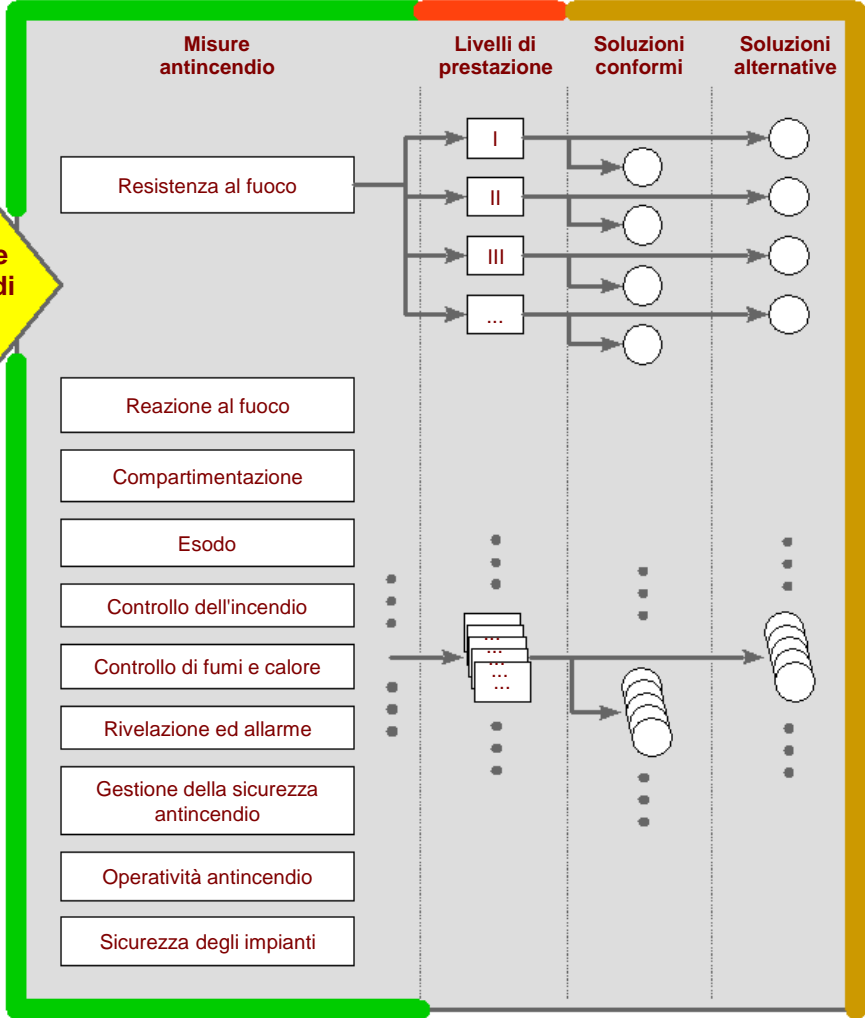 Misure
antincendio
Livelli di
prestazione
Soluzioni
conformi
Soluzioni
alternative
Resistenza al fuoco
I
II
III
...
e
di
Reazione al fuoco
Compartimentazione
Esodo
Controllo dell'incendio
Controllo di fumi e calore
Rivelazione ed allarme
Gestione della sicurezza
antincendio
Operatività antincendio
Sicurezza degli impianti
...
...
...
...
...